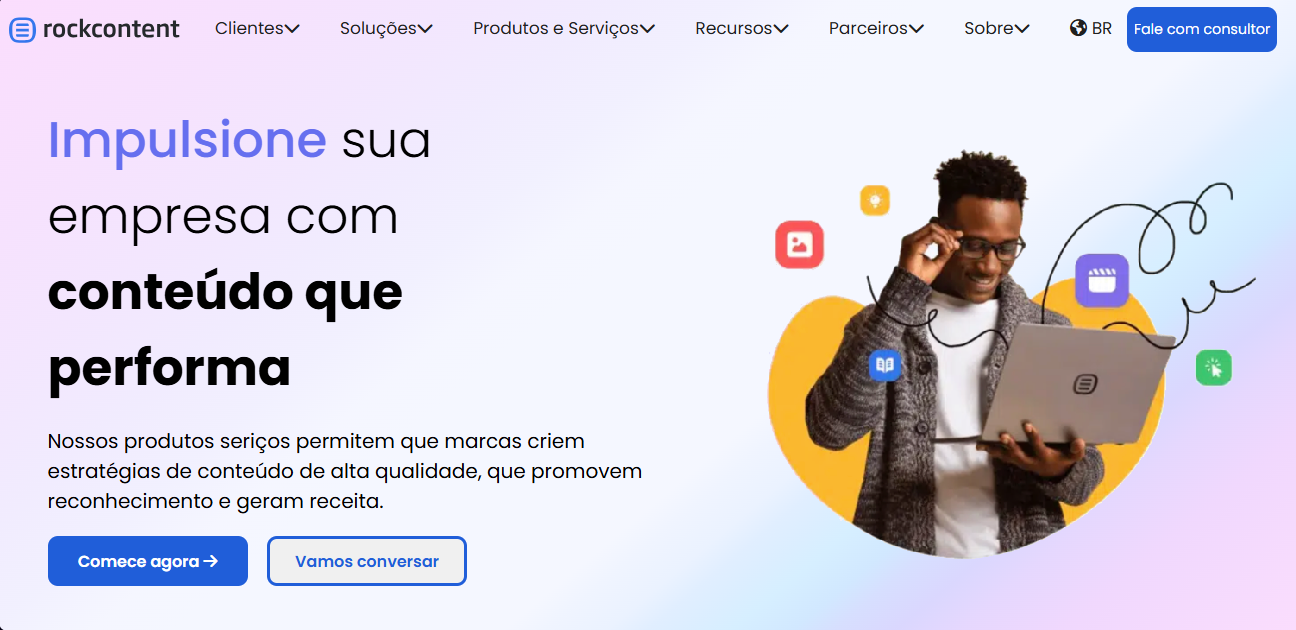 rockcontent
Clientes
Soluções
Produtos e Serviços
Recursos
Parceiros
Sobre
BR
Fale com consultor
Impulsione sua
empresa com
conteúdo que
performa
Nossos produtos seriços permitem que marcas criem
estratégias de conteúdo de alta qualidade, que promovem
reconhecimento e geram receita.
Comece agora →
Vamos conversar